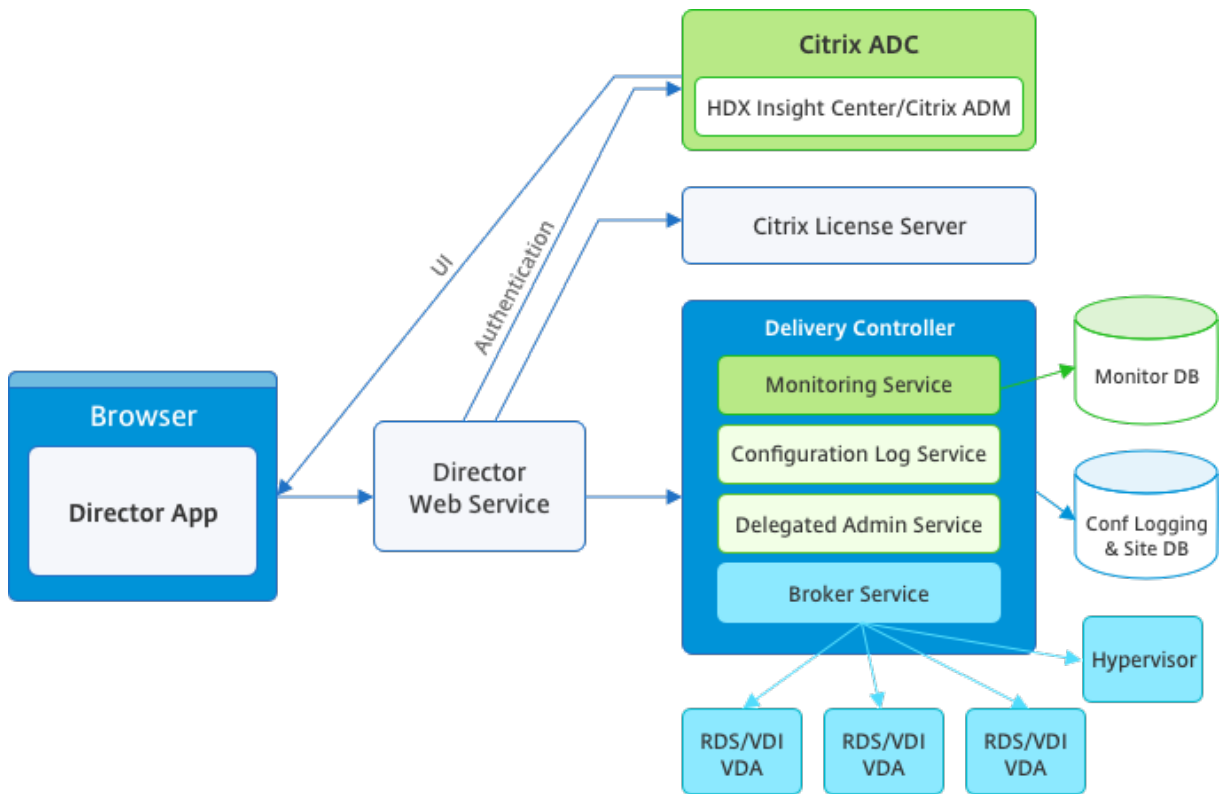 Citrix ADC
HDX Insight Center/Citrix ADM
Citrix License Server
UI
Authentication
Delivery Controller
Monitoring Service
Configuration Log Service
Delegated Admin Service
Broker Service
Monitor DB
Conf Logging
& Site DB
Browser
Director App
Director
Web Service
Hypervisor
RDS/VDI
VDA
RDS/VDI
VDA
RDS/VDI
VDA